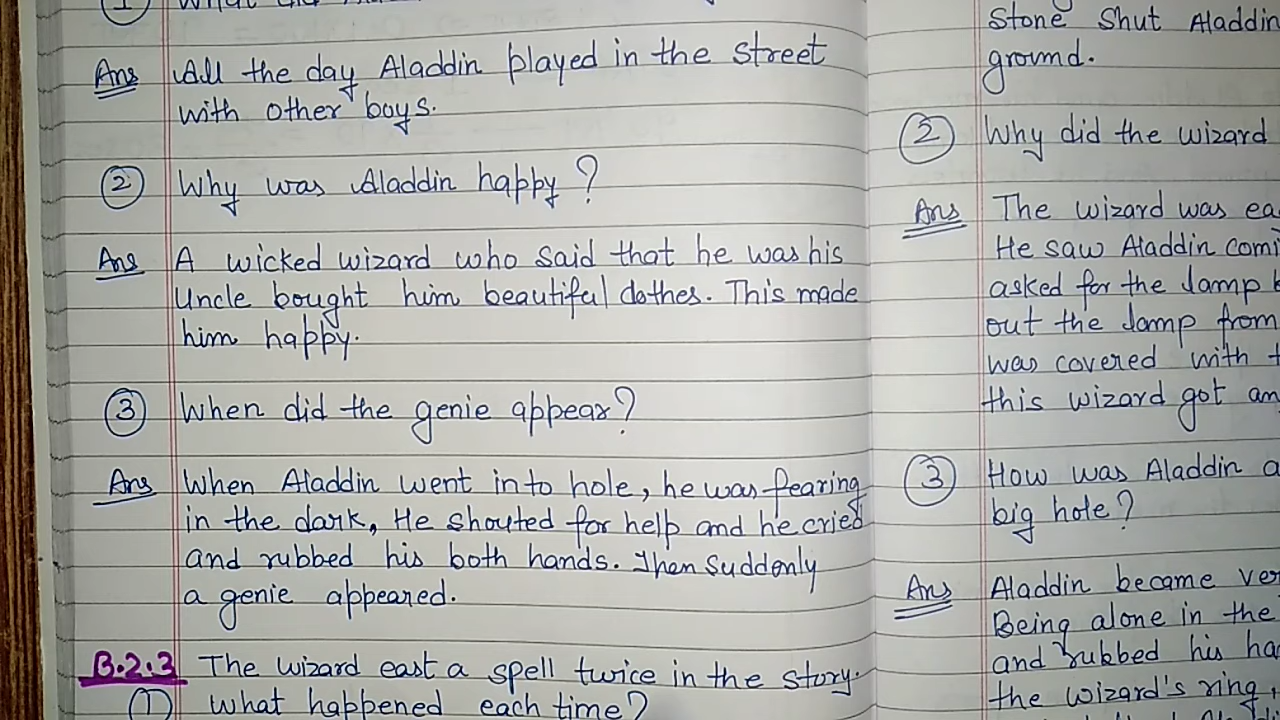 ①
Ans All the day Aladdin played in the street
with other boys.
② Why was Aladdin happy?
Ans A wicked wizard who said that he was his
Uncle bought him beautiful clothes. This made
him happy.
③ When did the genie appear?
Ans When Aladdin went into hole, he was fearing
in the dark, He shouted for help and he cried
and rubbed his both hands. Then suddenly
a genie appeared.
B.2.3 The wizard east a spell twice in the story.
① What happened each time?
Stone Shut Aladdin
ground.
② Why did the wizard
Ans The wizard was
He saw Aladdin
asked for the lamp
out the lamp from
was covered with
this wizard got
③ How was Aladdin
big hole?
Ans Aladdin became
Being alone in the
and rubbed his
the wizard's ring,